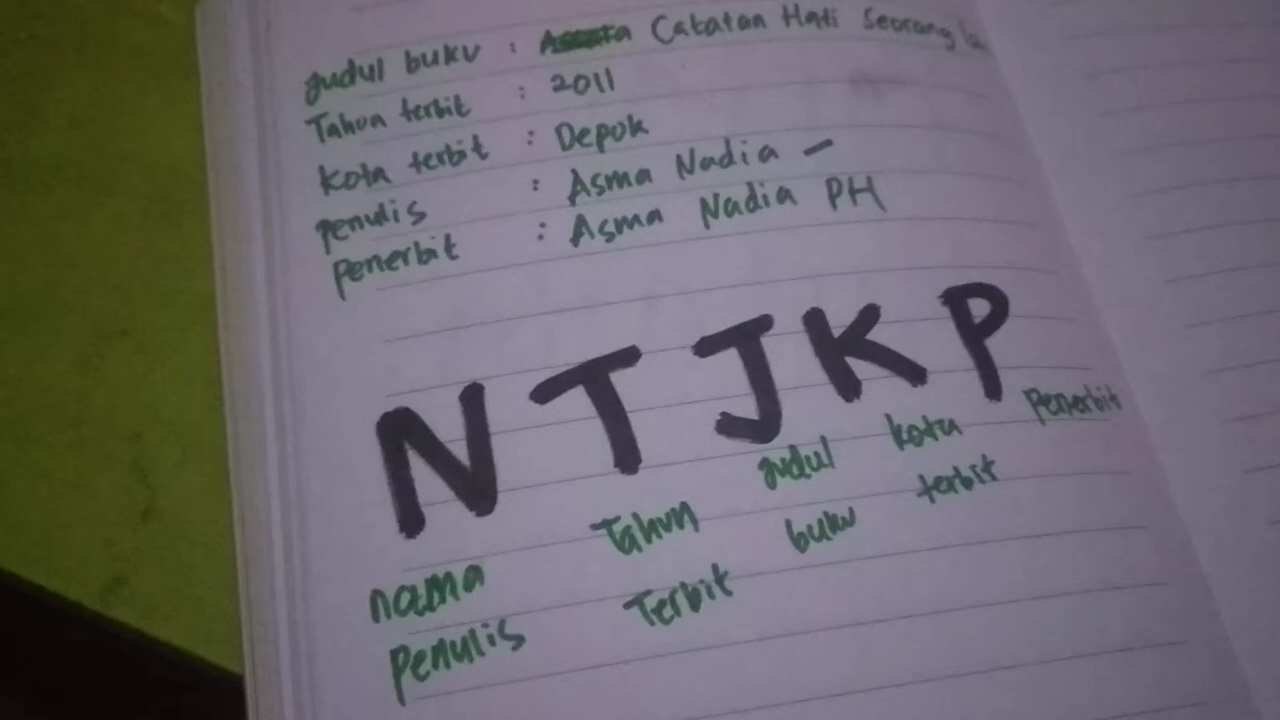 judul buku : Catatan Hati Seorang
Tahun terbit : 2011
Kota terbit : Depok
penulis : Asma Nadia –
penerbit : Asma Nadia PH
N T J K P
nama Tahun judul kota penerbit
penulis Terbit buku terbit